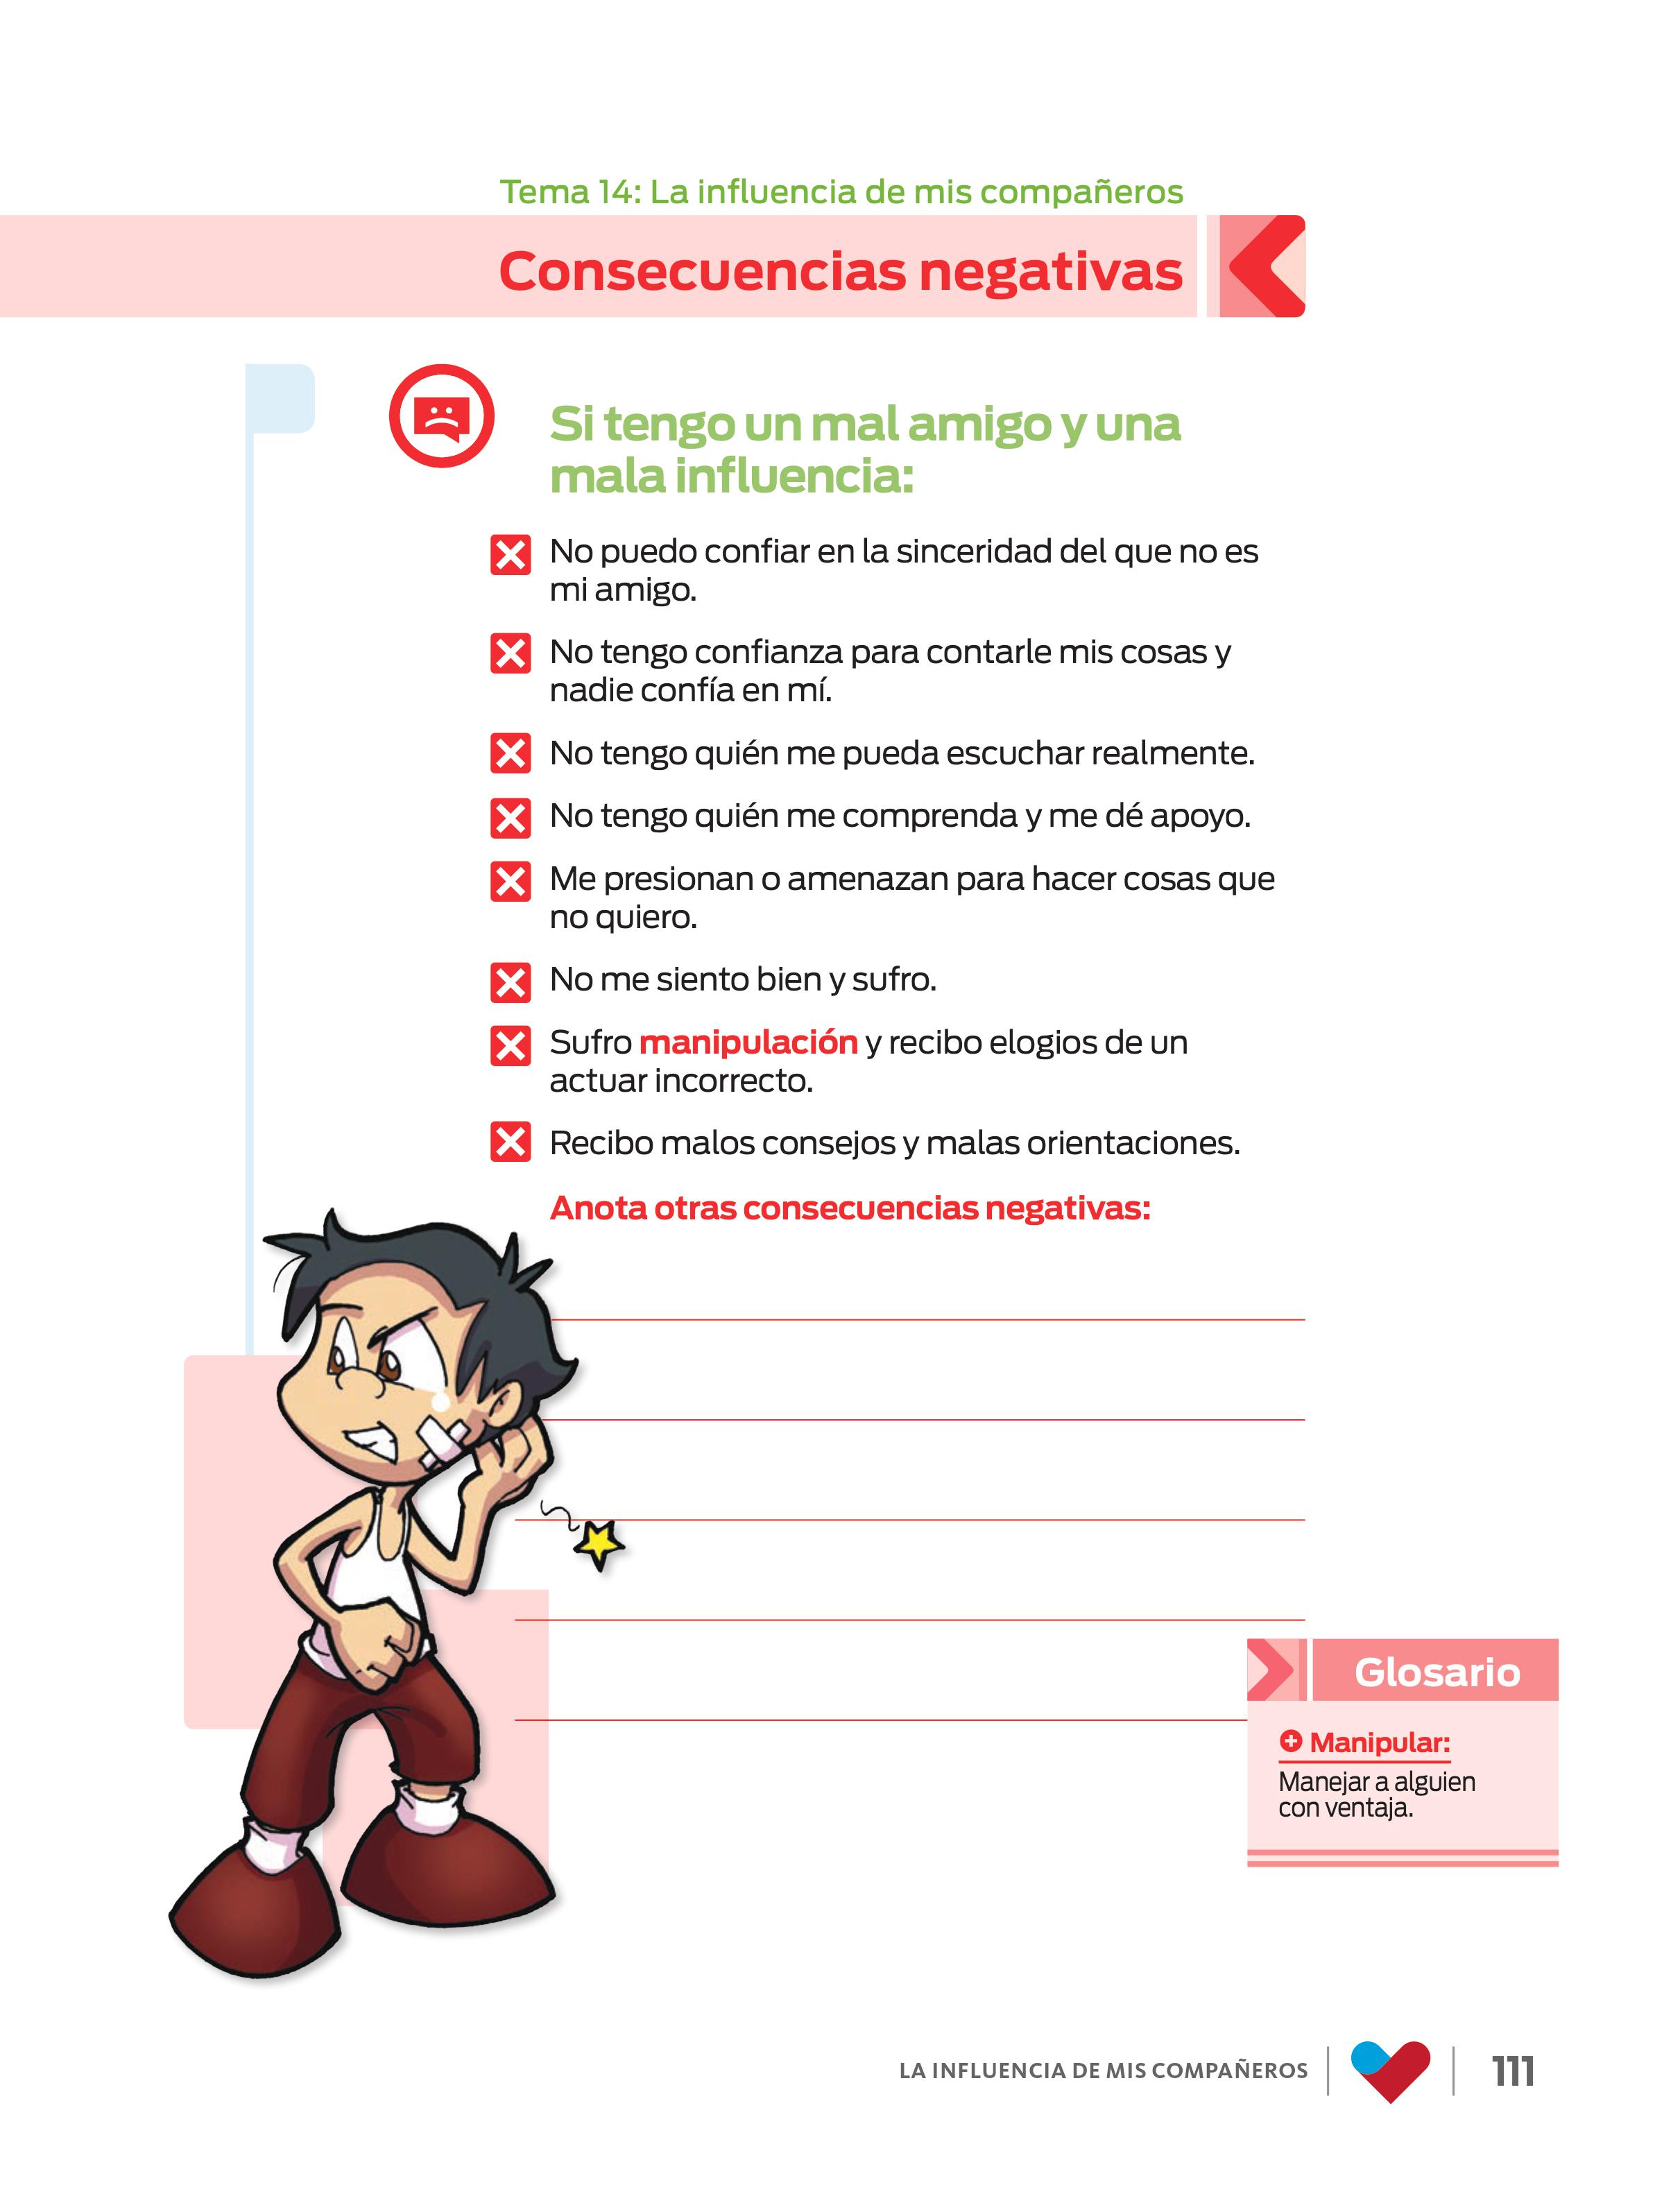 Tema 14: La influencia de mis compañeros
Consecuencias negativas
Si tengo un mal amigo y una
mala influencia:
No puedo confiar en la sinceridad del que no es
mi amigo.
No tengo confianza para contarle mis cosas y
nadie confía en mí.
No tengo quién me pueda escuchar realmente.
No tengo quién me comprenda y me dé apoyo.
Me presionan o amenazan para hacer cosas que
no quiero.
No me siento bien y sufro.
Sufro manipulación y recibo elogios de un
actuar incorrecto.
Recibo malos consejos y malas orientaciones.
Anota otras consecuencias negativas:
Glosario
Manipular:
Manejar a alguien
con ventaja.
LA INFLUENCIA DE MIS COMPAÑEROS
111